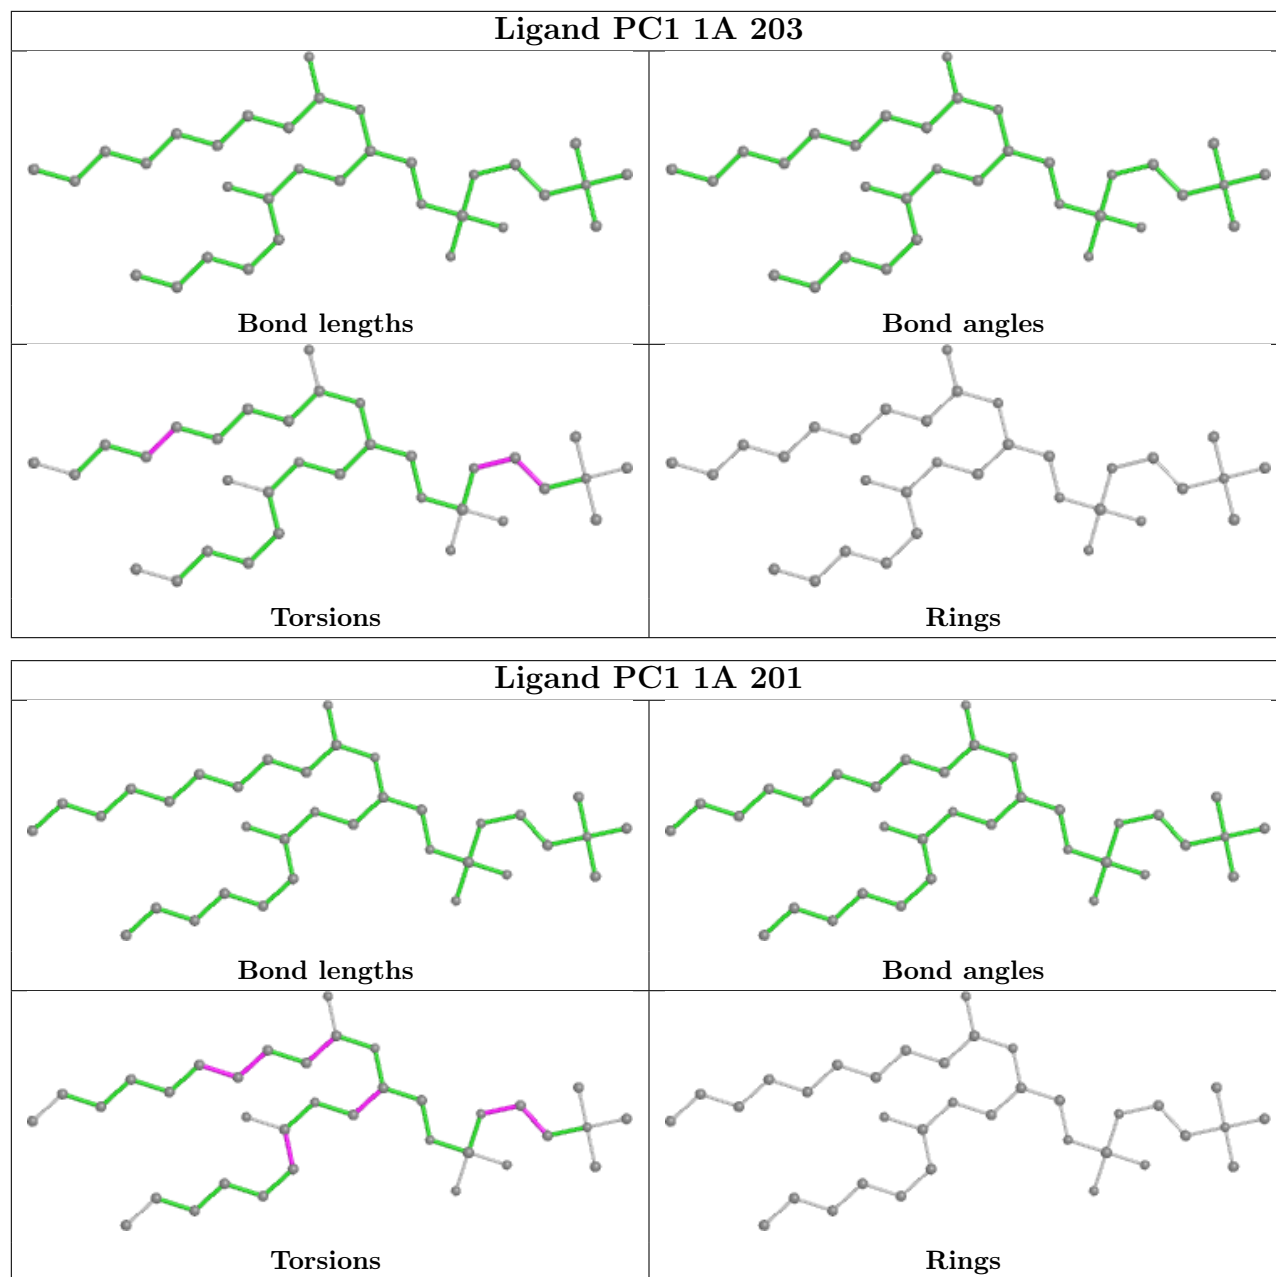 Ligand PC1 1A 203
Bond lengths
Bond angles
Torsions
Rings
Ligand PC1 1A 201
Bond lengths
Bond angles
Torsions
Rings